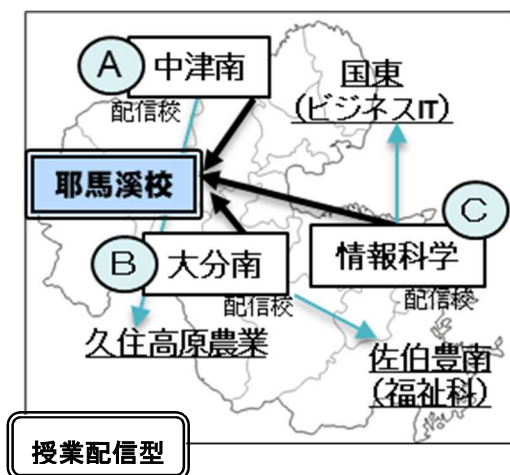 A
中津南
配信校
国東
(ビジネスIT)
耶馬溪校
C
B
大分南
配信校
情報科学
配信校
久住高原農業
佐伯豊南
(福祉科)
授業配信型